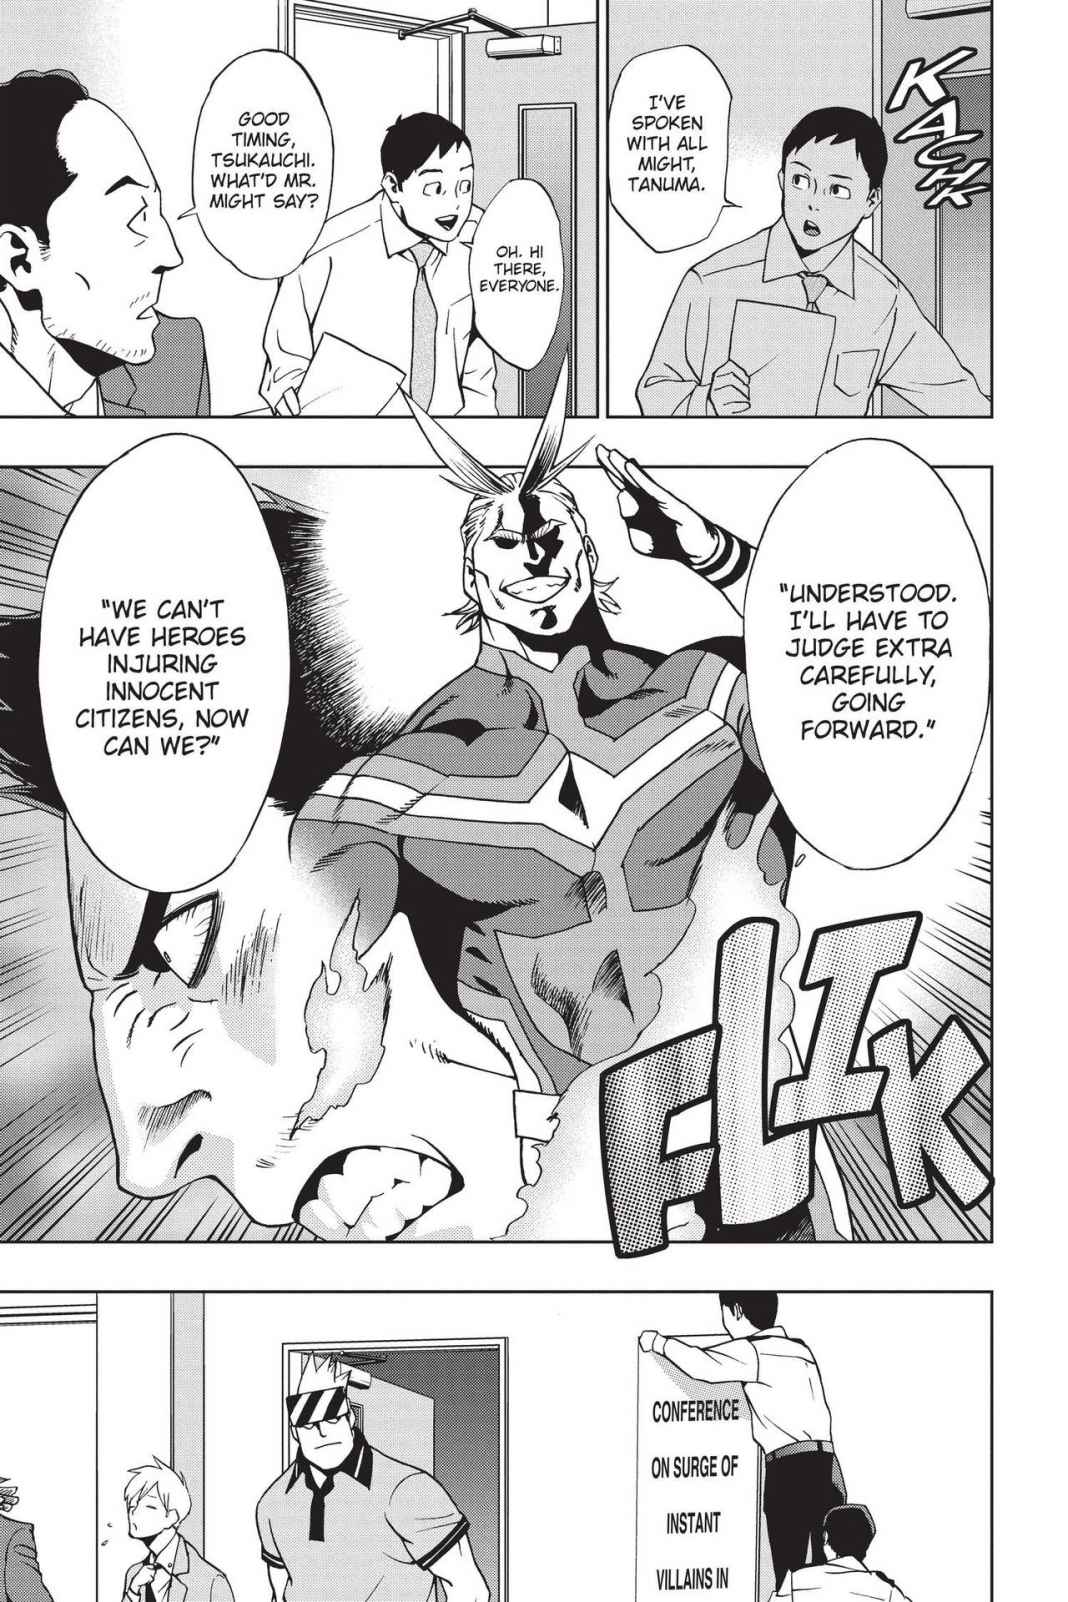 KACHK
I'VE
SPOKEN
WITH ALL
MIGHT,
TANUMA.
OH. HI
THERE,
EVERYONE.
GOOD
TIMING,
TSUKAUCHI.
WHAT'D MR.
MIGHT SAY?
"UNDERSTOOD.
I'LL HAVE TO
JUDGE EXTRA
CAREFULLY,
GOING
FORWARD."
"WE CAN'T
HAVE HEROES
INJURING
INNOCENT
CITIZENS, NOW
CAN WE?"
FLIK
CONFERENCE
ON SURGE OF
INSTANT
VILLAINS IN